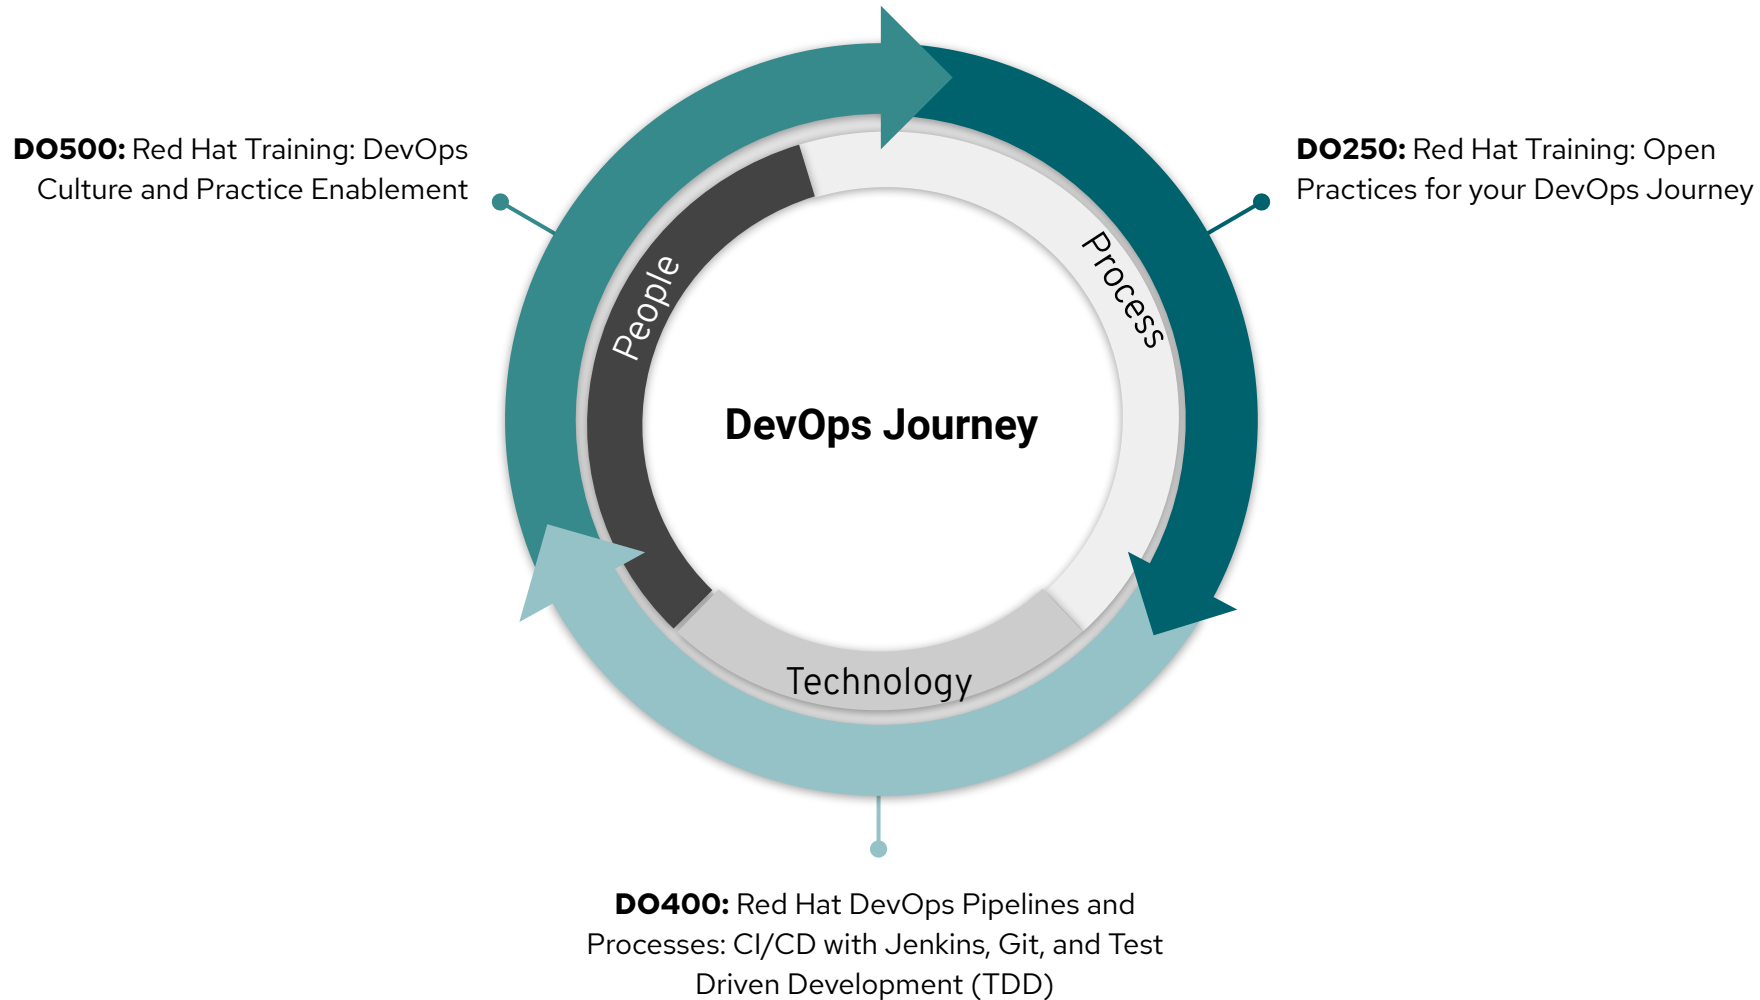 DO500: Red Hat Training: DevOps
Culture and Practice Enablement
DO250: Red Hat Training: Open
Practices for your DevOps Journey
People
Process
DevOps Journey
Technology
DO400: Red Hat DevOps Pipelines and
Processes: CI/CD with Jenkins, Git, and Test
Driven Development (TDD)